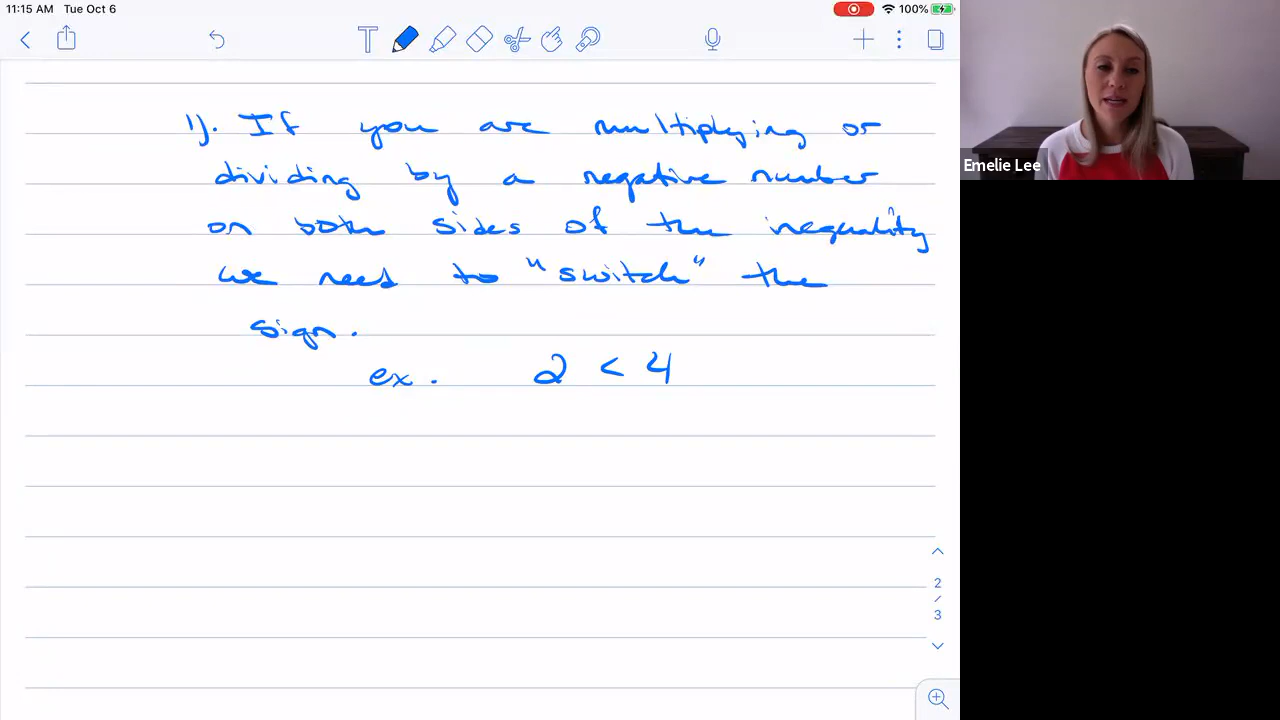 11:15 AM Tue Oct 6
100%
1). If you are multiplying or
dividing by a negative number
on both sides of the inequality
we need to "switch" the
sign.
ex. 2 < 4
Emelie Lee
2
/
3